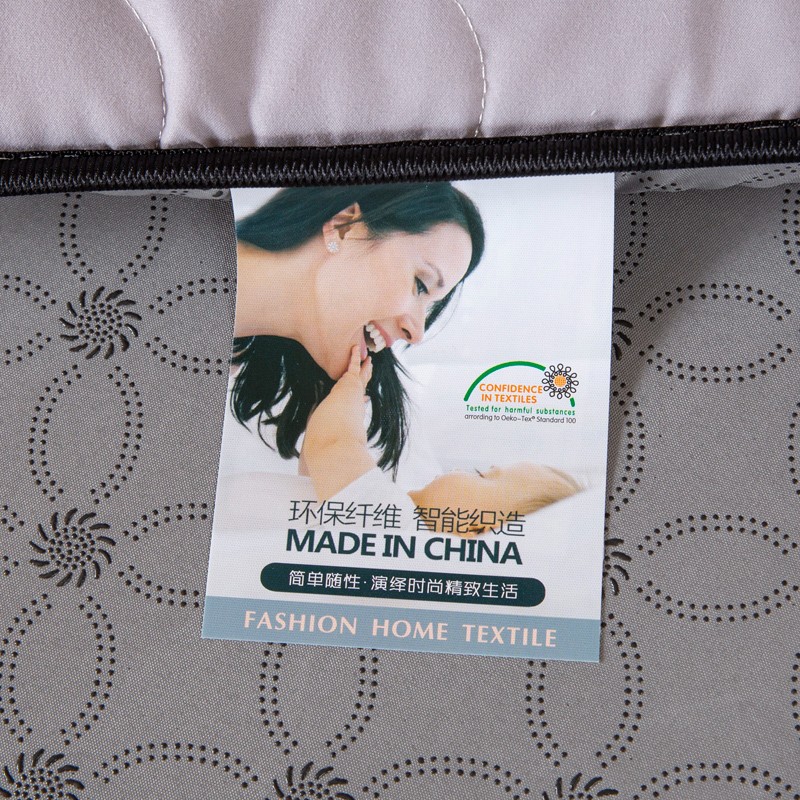 CONFIDENCE
IN TEXTILES
Tested for harmful substances
arrording to Oeko-Tex® Standard 100
环保纤维 智能织造
MADE IN CHINA
简单随性·演绎时尚精致生活
FASHION HOME TEXTILE